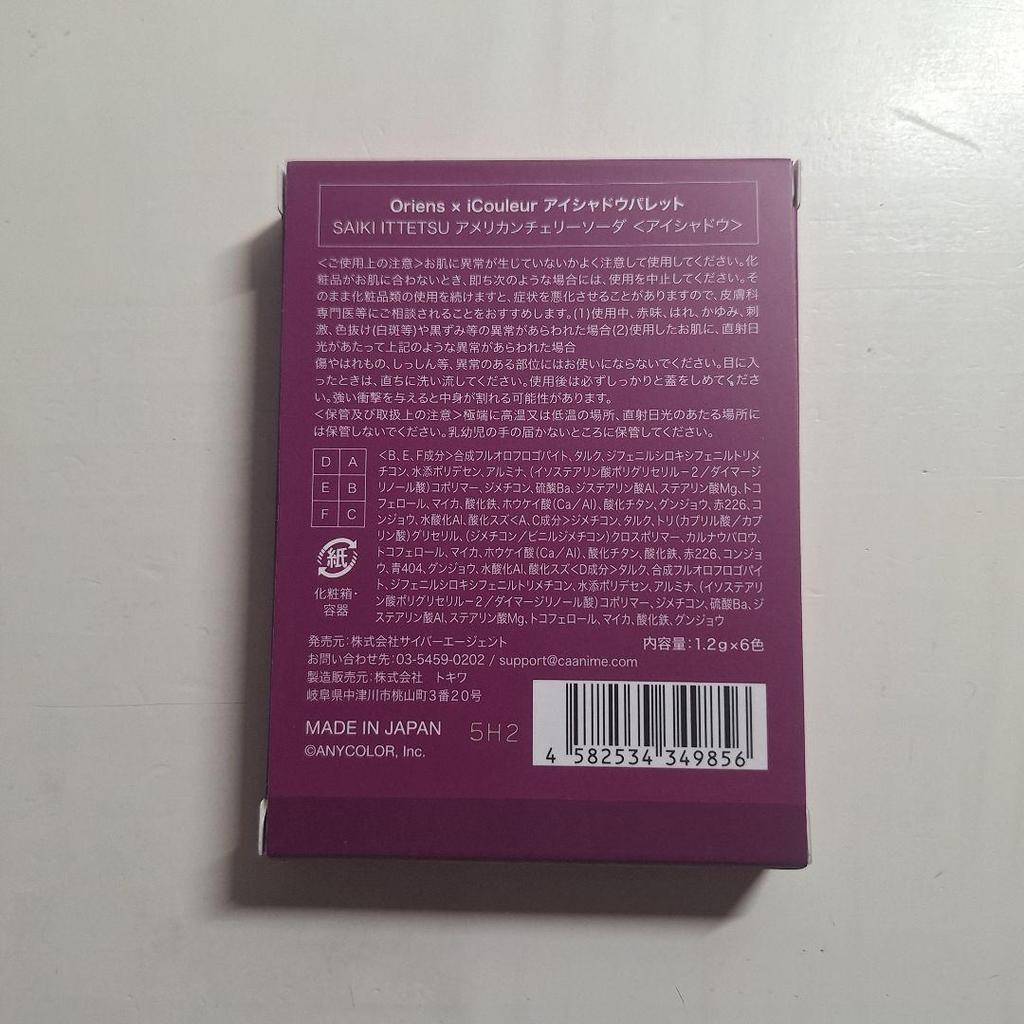 Oriens × iCouleur アイシャドウパレット
SAIKI ITTETSU アメリカンチェリーソーダ <アイシャドウ>
<ご使用上の注意>お肌に異常が生じていないかよく注意して使用してください。化
粧品がお肌に合わないとき、即ち次のような場合には、使用を中止してください。そ
のまま化粧品類の使用を続けますと、症状を悪化させることがありますので、皮膚科
専門医等にご相談されることをおすすめします。(1)使用中、赤味、はれ、かゆみ、刺
激、色抜け(白斑等)や黒ずみ等の異常があらわれた場合(2)使用したお肌に、直射日
光があたって上記のような異常があらわれた場合
傷やはれもの、しっしん等、異常のある部位にはお使いにならないでください。目に入
ったときは、直ちに洗い流してください。使用後は必ずしっかりと蓋をしめてくださ
い。強い衝撃を与えると中身が割れる可能性があります。
<保管及び取扱上の注意>極端に高温又は低温の場所、直射日光のあたる場所に
は保管しないでください。乳幼児の手の届かないところに保管してください。
D A
E B
F C
<B、E、F成分>合成フルオロフロゴパイト、タルク、ジフェニルシロキシフェニルトリメ
チコン、水添ポリデセン、アルミナ、(イソステアリン酸ポリグリセリル-2/ダイマージ
リノール酸)コポリマー、ジメチコン、硫酸Ba、ジステアリン酸Al、ステアリン酸Mg、トコ
フェロール、マイカ、酸化鉄、ホウケイ酸(Ca/Al)、酸化チタン、グンジョウ、赤226、コ
ンジョウ、水酸化Al、酸化スズ<A、C成分>ジメチコン、タルク、トリ(カプリル酸/カプ
リン酸)グリセリル、(ジメチコン/ビニルジメチコン)クロスポリマー、カルナウバロウ、
トコフェロール、マイカ、ホウケイ酸(Ca/Al)、酸化チタン、酸化鉄、赤226、コンジョ
ウ、青404、グンジョウ、水酸化Al、酸化スズ<D成分>タルク、合成フルオロフロゴパイ
ト、ジフェニルシロキシフェニルトリメチコン、水添ポリデセン、アルミナ、(イソステアリ
ン酸ポリグリセリル-2/ダイマージリノール酸)コポリマー、ジメチコン、硫酸Ba、ジ
ステアリン酸Al、ステアリン酸Mg、トコフェロール、マイカ、酸化鉄、グンジョウ
紙
化粧箱・
容器
発売元:株式会社サイバーエージェント
内容量:1.2g×6色
お問い合わせ先:03-5459-0202 / support@caanime.com
製造販売元:株式会社 トキワ
岐阜県中津川市桃山町3番20号
MADE IN JAPAN
5H2
©ANYCOLOR, Inc.
4 582534 349856